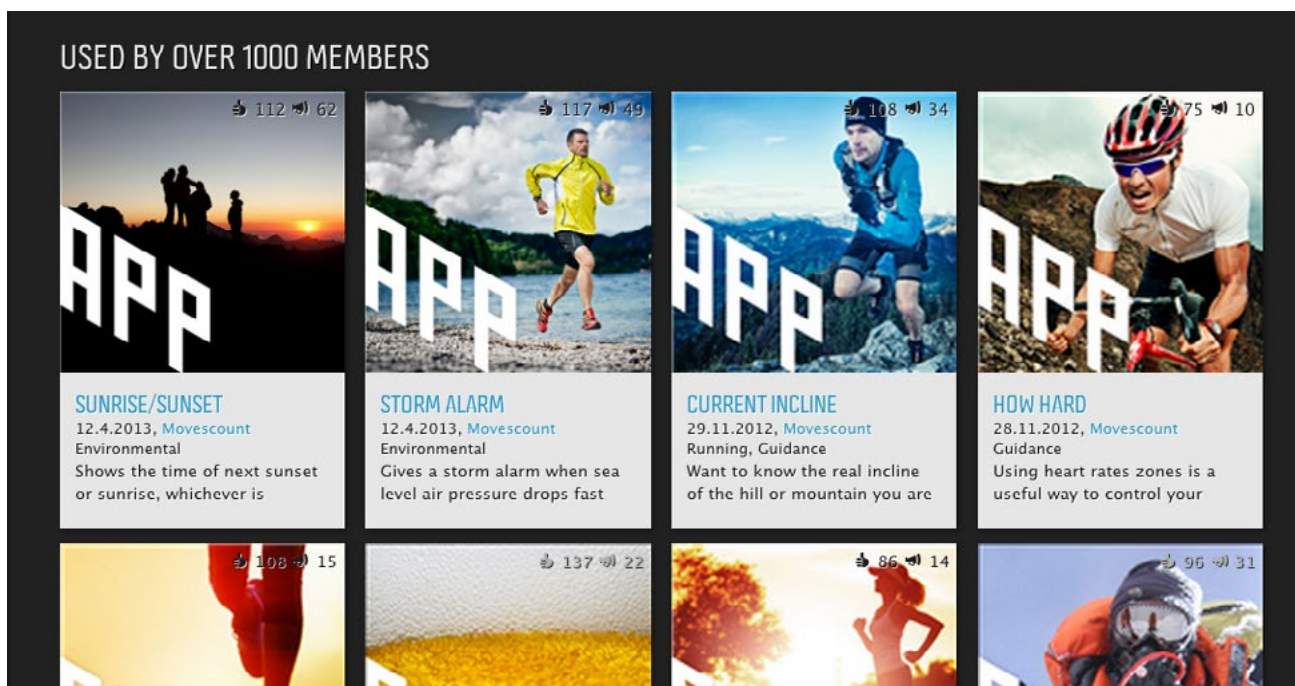 USED BY OVER 1000 MEMBERS
112 62
117 49
108 34
75 10
APP
APP
APP
APP
SUNRISE/SUNSET
12.4.2013, Movescount
Environmental
Shows the time of next sunset
or sunrise, whichever is
STORM ALARM
12.4.2013, Movescount
Environmental
Gives a storm alarm when sea
level air pressure drops fast
CURRENT INCLINE
29.11.2012, Movescount
Running, Guidance
Want to know the real incline
of the hill or mountain you are
HOW HARD
28.11.2012, Movescount
Guidance
Using heart rates zones is a
useful way to control your
108 15
137 22
86 14
96 31